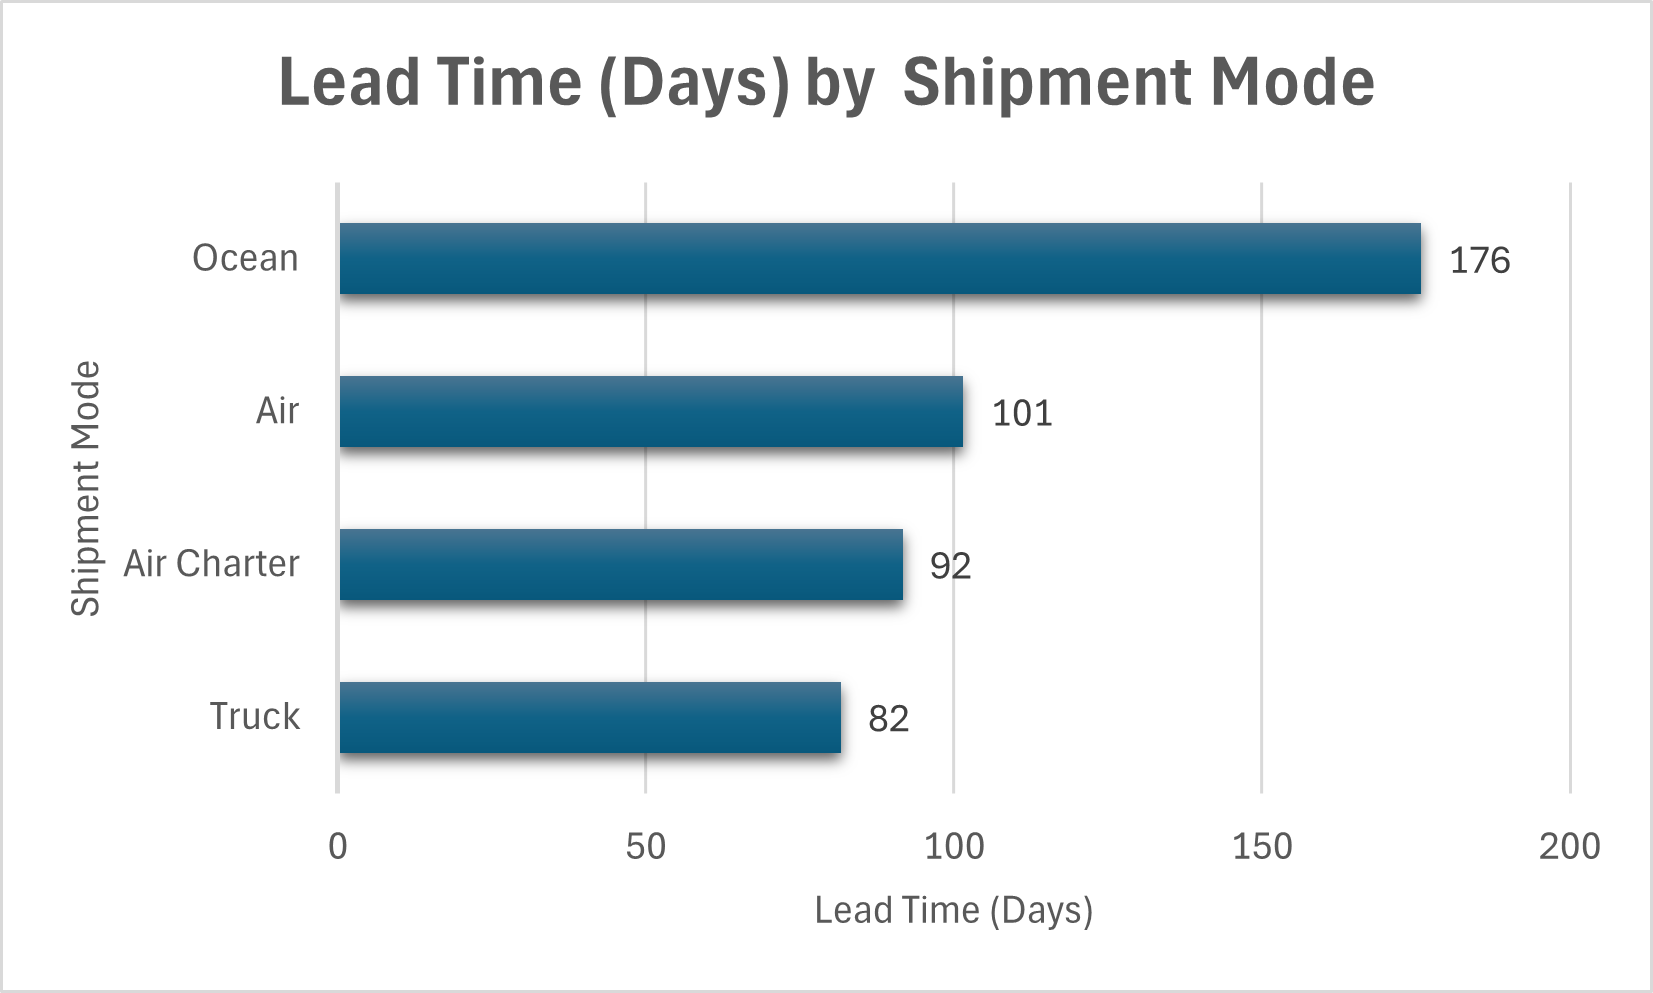 Lead Time (Days) by  Shipment Mode
Shipment Mode
Ocean
176
Air
101
Air Charter
92
Truck
82
0
50
100
150
200
Lead Time (Days)